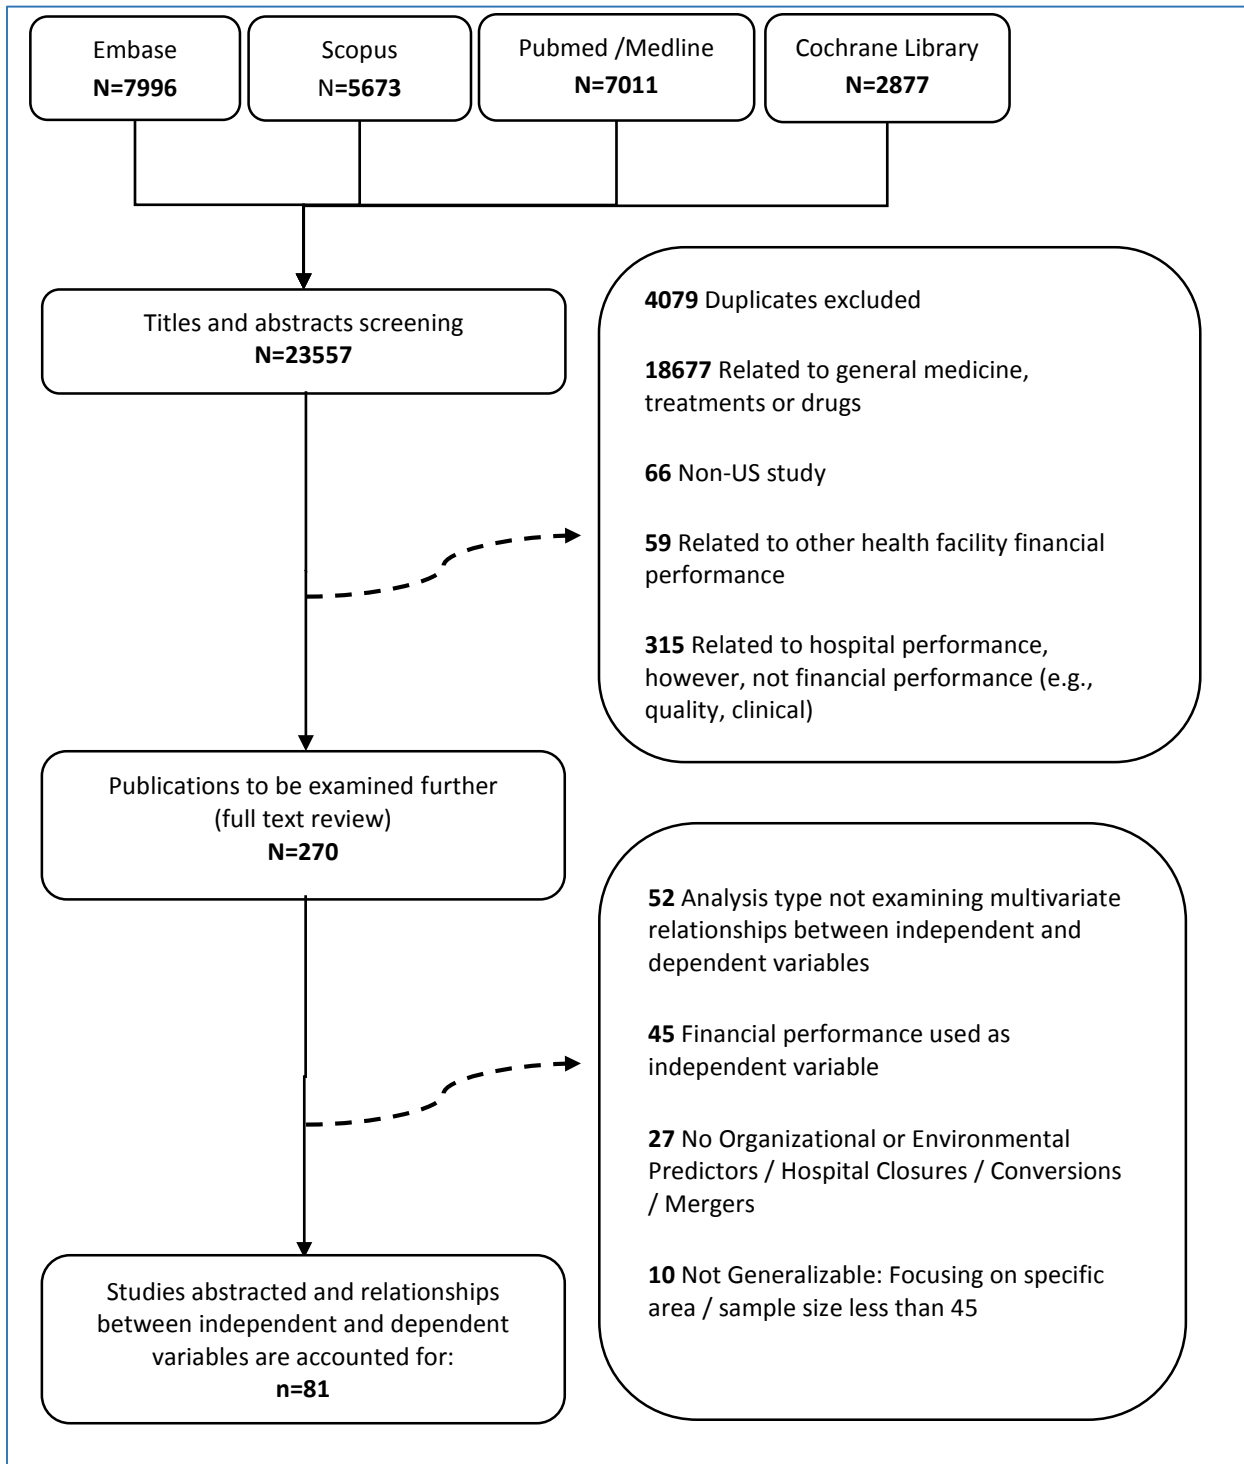 Embase
N=7996
Scopus
N=5673
Pubmed /Medline
N=7011
Cochrane Library
N=2877
Titles and abstracts screening
N=23557
4079 Duplicates excluded
18677 Related to general medicine,
treatments or drugs
66 Non-US study
59 Related to other health facility financial
performance
315 Related to hospital performance,
however, not financial performance (e.g.,
quality, clinical)
Publications to be examined further
(full text review)
N=270
52 Analysis type not examining multivariate
relationships between independent and
dependent variables
45 Financial performance used as
independent variable
27 No Organizational or Environmental
Predictors / Hospital Closures / Conversions
/ Mergers
10 Not Generalizable: Focusing on specific
area / sample size less than 45
Studies abstracted and relationships
between independent and dependent
variables are accounted for:
n=81